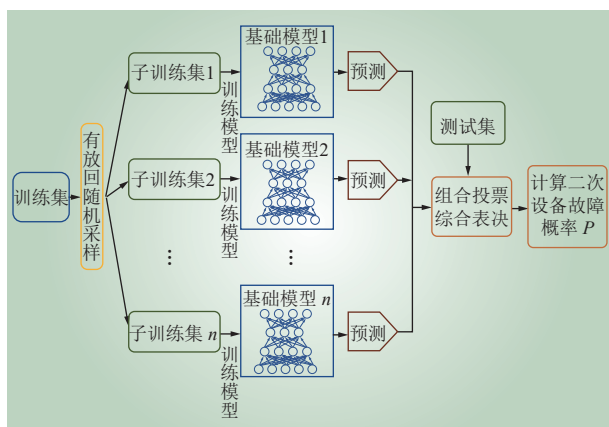 训练集
有放回随机采样
子训练集1
训练模型
基础模型1
预测
子训练集2
训练模型
基础模型2
预测
⋮
⋮
子训练集 n
训练模型
基础模型 n
预测
测试集
组合投票
综合表决
计算二次
设备故障
概率 P